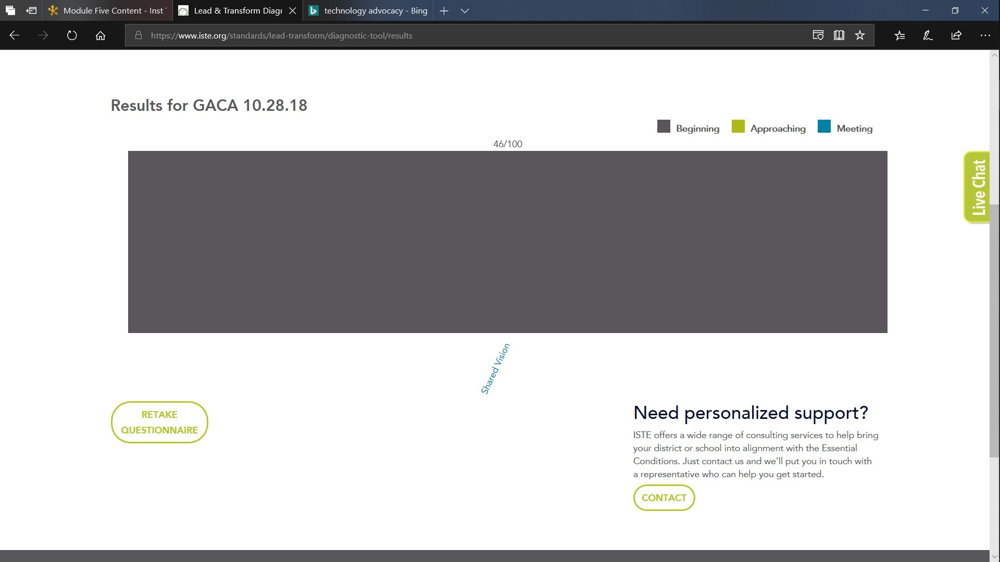 Module Five Content - Inst
Lead & Transform Diag
technology advocacy - Bing
https://www.iste.org/standards/lead-transform/diagnostic-tool/results
Results for GACA 10.28.18
Beginning
Approaching
Meeting
46/100
Live Chat
Shared Vision
RETAKE
QUESTIONNAIRE
Need personalized support?
ISTE offers a wide range of consulting services to help bring
your district or school into alignment with the Essential
Conditions. Just contact us and we’ll put you in touch with
a representative who can help you get started.
CONTACT